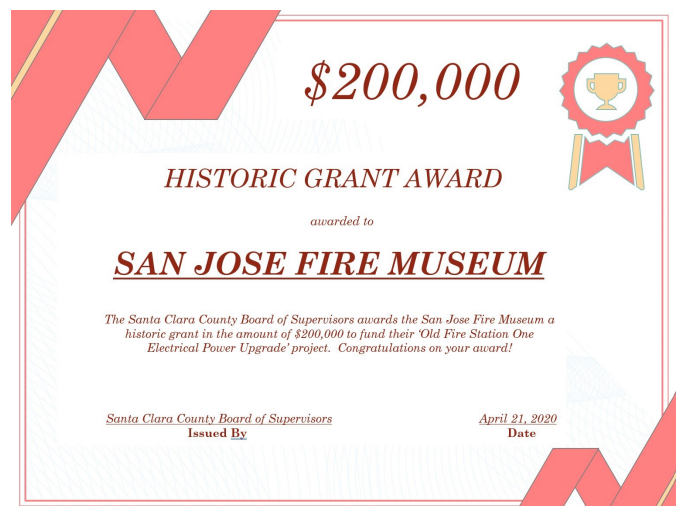 $200,000
HISTORIC GRANT AWARD
awarded to
SAN JOSE FIRE MUSEUM
The Santa Clara County Board of Supervisors awards the San Jose Fire Museum a
historic grant in the amount of $200,000 to fund their ‘Old Fire Station One
Electrical Power Upgrade’ project.  Congratulations on your award!
Santa Clara County Board of Supervisors April 21, 2020
Issued By Date